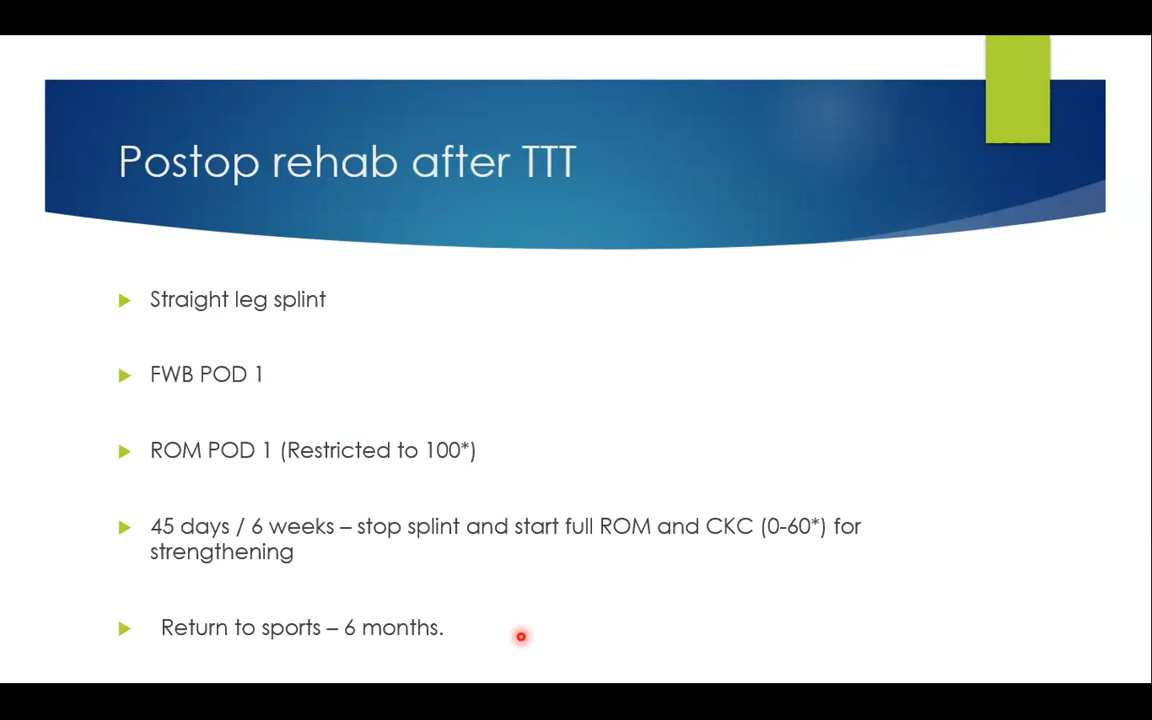 Postop rehab after TTT
Straight leg splint
FWB POD 1
ROM POD 1 (Restricted to 100*)
45 days / 6 weeks – stop splint and start full ROM and CKC (0-60*) for
strengthening
Return to sports – 6 months.